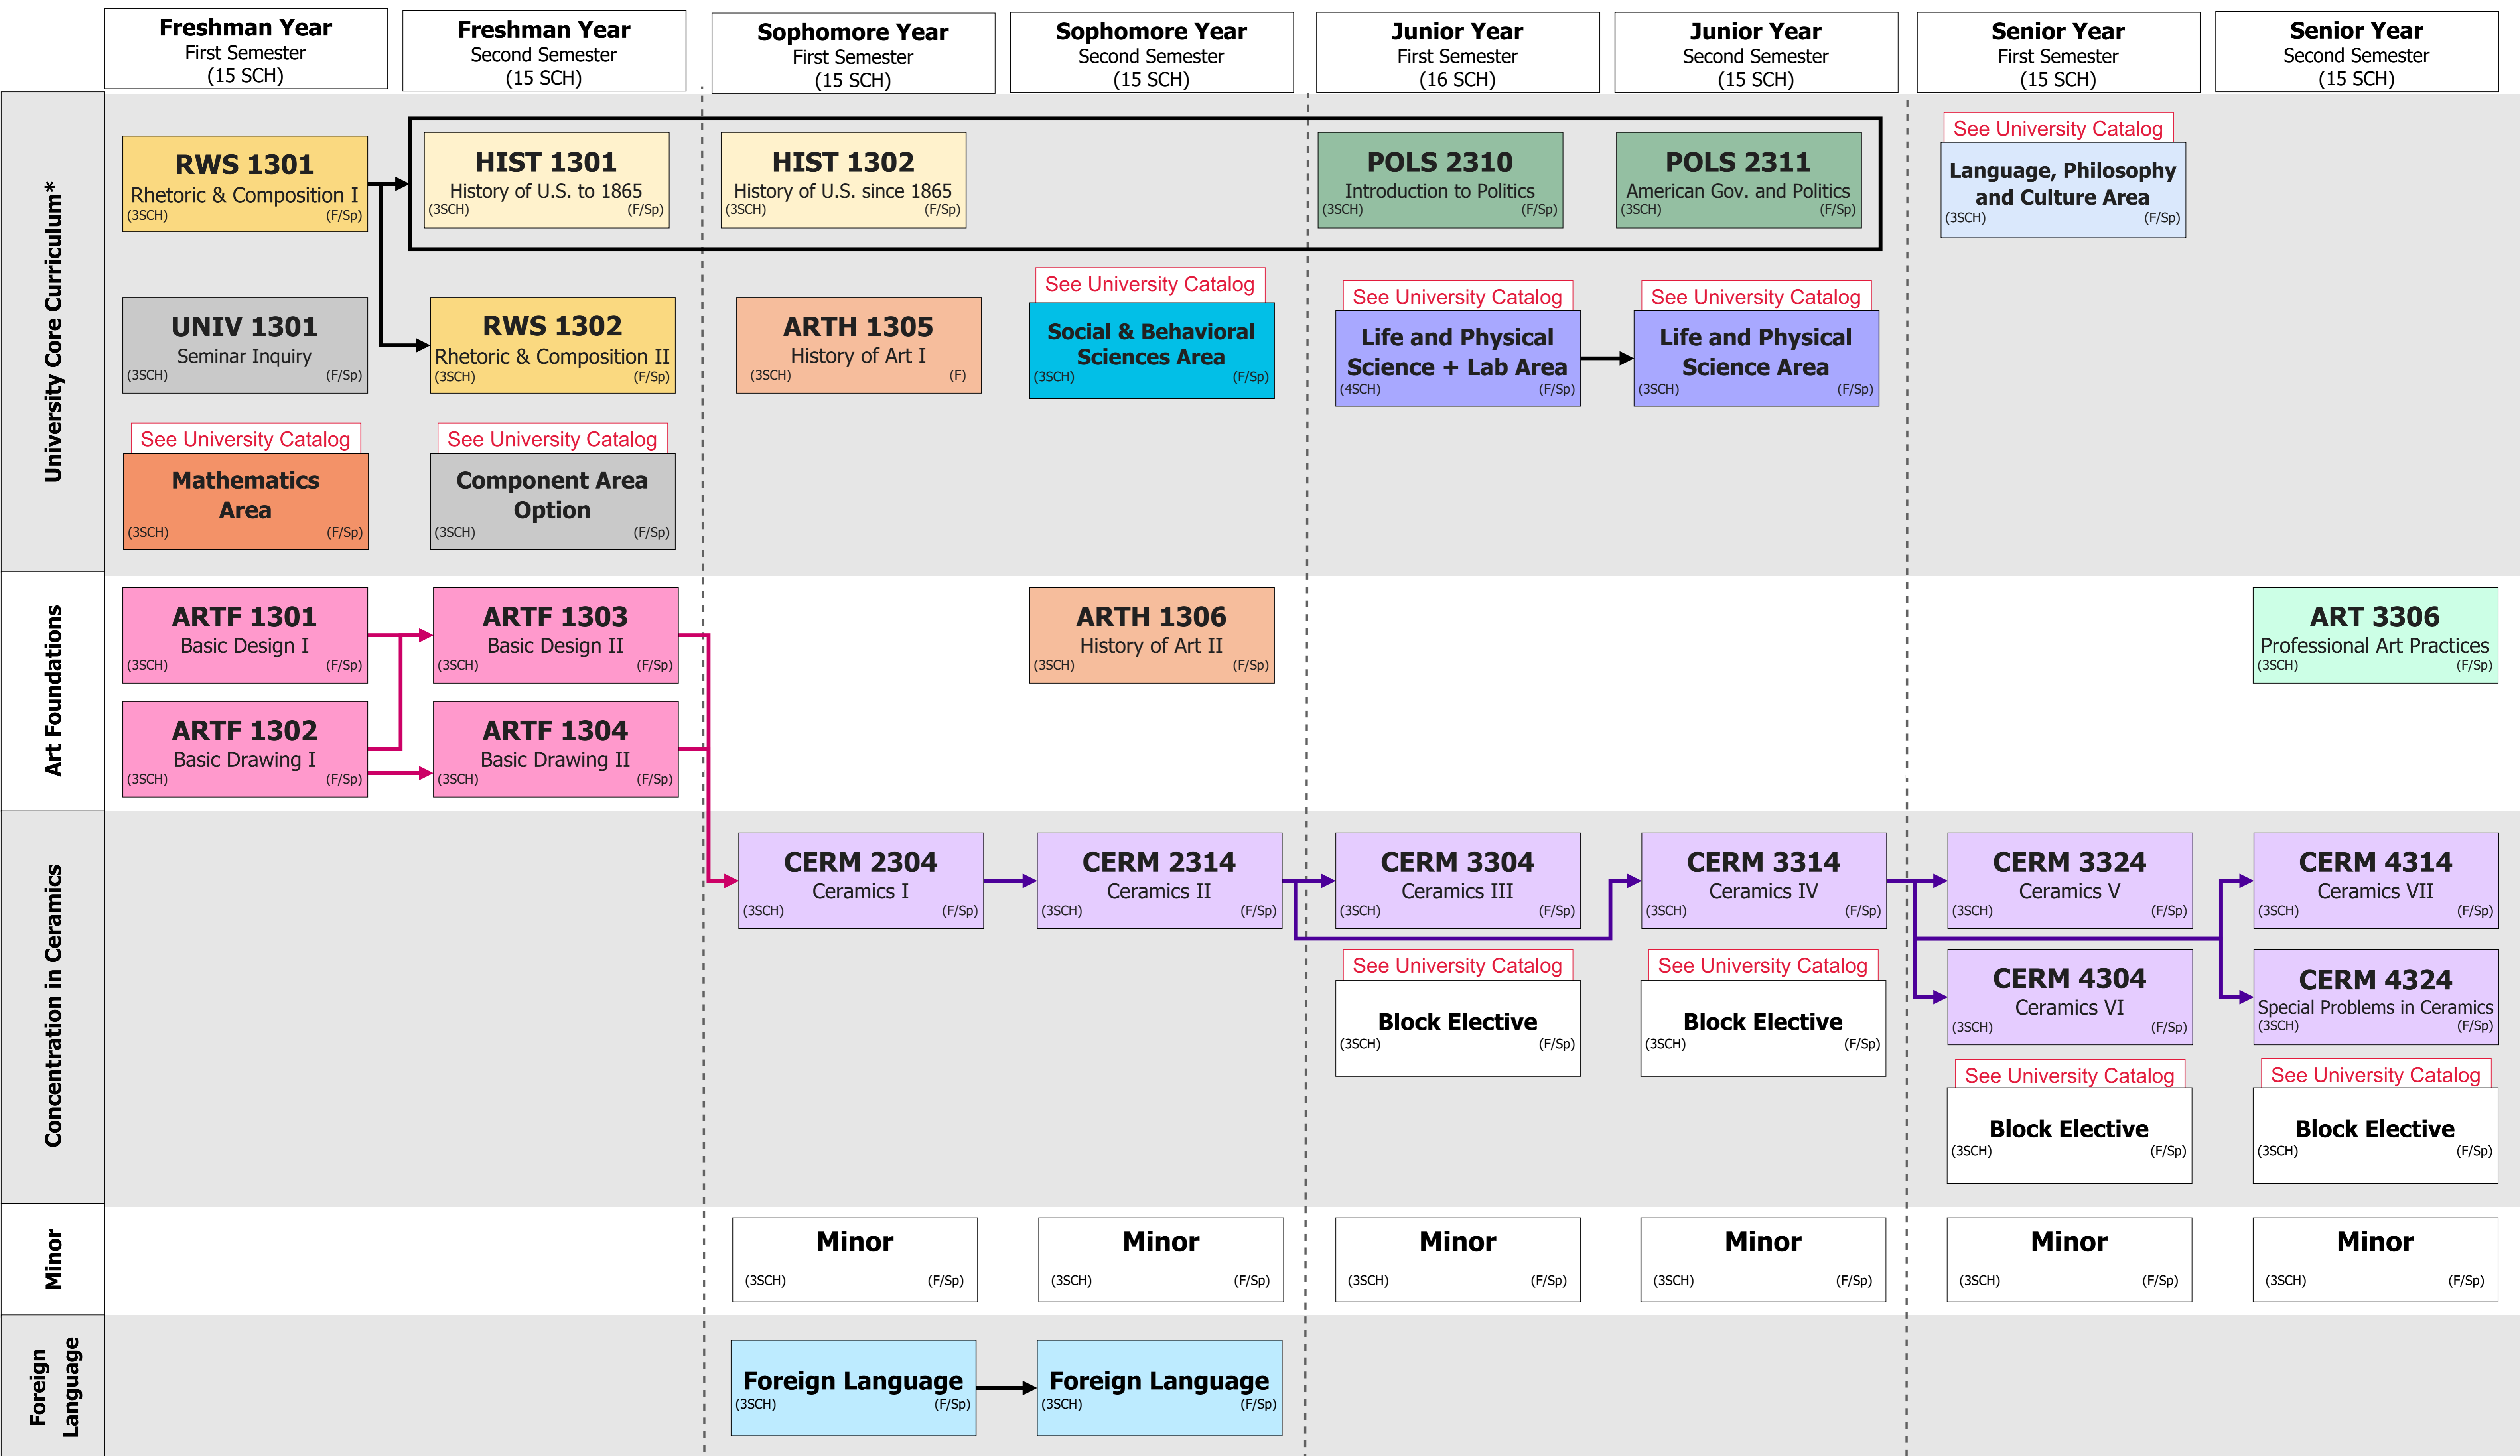 Freshman Year
First Semester
(15 SCH)
Freshman Year
Second Semester
(15 SCH)
Sophomore Year
First Semester
(15 SCH)
Sophomore Year
Second Semester
(15 SCH)
Junior Year
First Semester
(16 SCH)
Junior Year
Second Semester
(15 SCH)
Senior Year
First Semester
(15 SCH)
Senior Year
Second Semester
(15 SCH)
University Core Curriculum*
RWS 1301
Rhetoric & Composition I
(3SCH) (F/Sp)
HIST 1301
History of U.S. to 1865
(3SCH) (F/Sp)
HIST 1302
History of U.S. since 1865
(3SCH) (F/Sp)
POLS 2310
Introduction to Politics
(3SCH) (F/Sp)
POLS 2311
American Gov. and Politics
(3SCH) (F/Sp)
See University Catalog
Language, Philosophy
and Culture Area
(3SCH) (F/Sp)
UNIV 1301
Seminar Inquiry
(3SCH) (F/Sp)
RWS 1302
Rhetoric & Composition II
(3SCH) (F/Sp)
ARTH 1305
History of Art I
(3SCH) (F)
See University Catalog
Social & Behavioral
Sciences Area
(3SCH) (F/Sp)
See University Catalog
Life and Physical
Science + Lab Area
(4SCH) (F/Sp)
See University Catalog
Life and Physical
Science Area
(3SCH) (F/Sp)
See University Catalog
Mathematics
Area
(3SCH) (F/Sp)
See University Catalog
Component Area
Option
(3SCH) (F/Sp)
Art Foundations
ARTF 1301
Basic Design I
(3SCH) (F/Sp)
ARTF 1303
Basic Design II
(3SCH) (F/Sp)
ARTH 1306
History of Art II
(3SCH) (F/Sp)
ART 3306
Professional Art Practices
(3SCH) (F/Sp)
ARTF 1302
Basic Drawing I
(3SCH) (F/Sp)
ARTF 1304
Basic Drawing II
(3SCH) (F/Sp)
Concentration in Ceramics
CERM 2304
Ceramics I
(3SCH) (F/Sp)
CERM 2314
Ceramics II
(3SCH) (F/Sp)
CERM 3304
Ceramics III
(3SCH) (F/Sp)
CERM 3314
Ceramics IV
(3SCH) (F/Sp)
CERM 3324
Ceramics V
(3SCH) (F/Sp)
CERM 4314
Ceramics VII
(3SCH) (F/Sp)
See University Catalog
Block Elective
(3SCH) (F/Sp)
See University Catalog
Block Elective
(3SCH) (F/Sp)
CERM 4304
Ceramics VI
(3SCH) (F/Sp)
CERM 4324
Special Problems in Ceramics
(3SCH) (F/Sp)
See University Catalog
Block Elective
(3SCH) (F/Sp)
See University Catalog
Block Elective
(3SCH) (F/Sp)
Minor
Minor
(3SCH) (F/Sp)
Minor
(3SCH) (F/Sp)
Minor
(3SCH) (F/Sp)
Minor
(3SCH) (F/Sp)
Minor
(3SCH) (F/Sp)
Minor
(3SCH) (F/Sp)
Foreign
Language
Foreign Language
(3SCH) (F/Sp)
Foreign Language
(3SCH) (F/Sp)